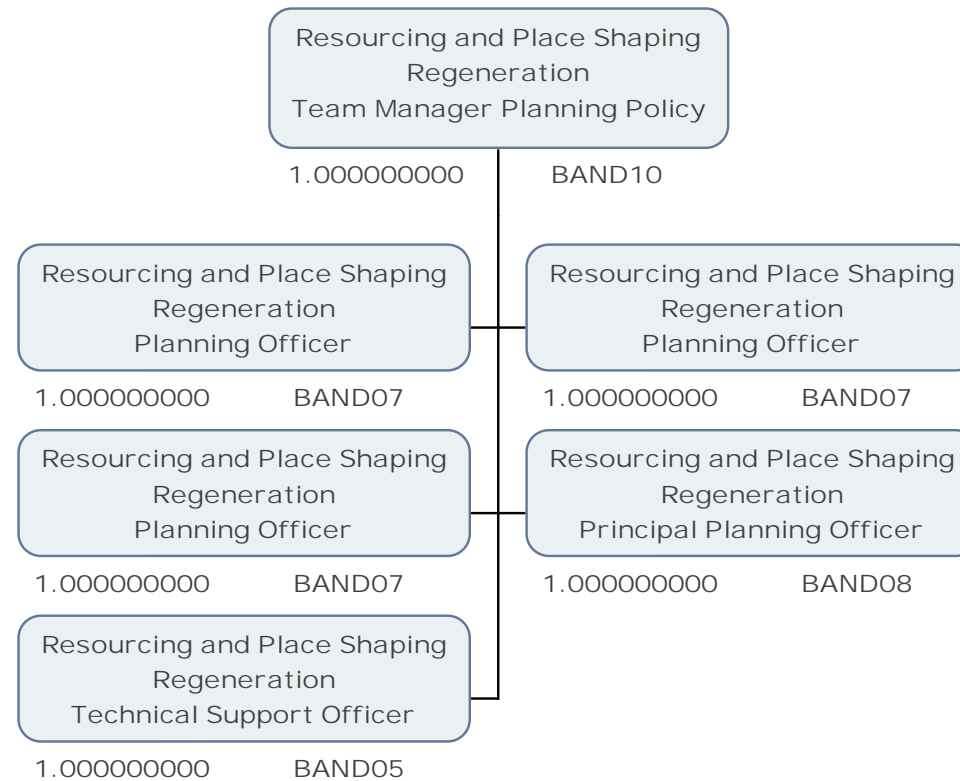 Resourcing and Place Shaping
Regeneration
Team Manager Planning Policy
1.000000000 BAND10
Resourcing and Place Shaping
Regeneration
Planning Officer
1.000000000 BAND07
Resourcing and Place Shaping
Regeneration
Planning Officer
1.000000000 BAND07
Resourcing and Place Shaping
Regeneration
Planning Officer
1.000000000 BAND07
Resourcing and Place Shaping
Regeneration
Principal Planning Officer
1.000000000 BAND08
Resourcing and Place Shaping
Regeneration
Technical Support Officer
1.000000000 BAND05